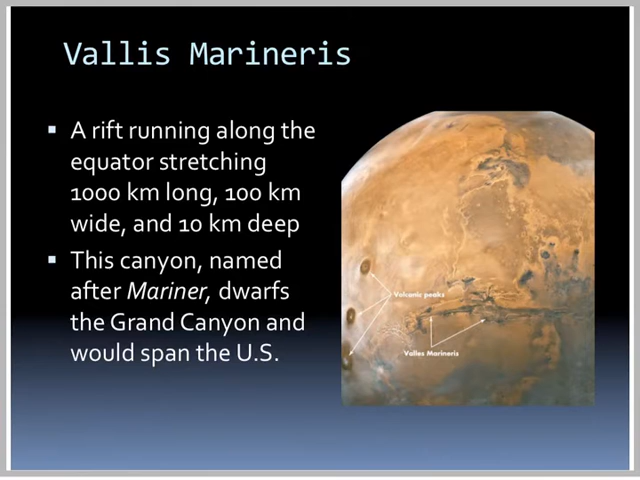 Vallis Marineris
▪ A rift running along the
equator stretching
1000 km long, 100 km
wide, and 10 km deep
▪ This canyon, named
after Mariner, dwarfs
the Grand Canyon and
would span the U.S.
Volcanic peaks
Valles Marineris